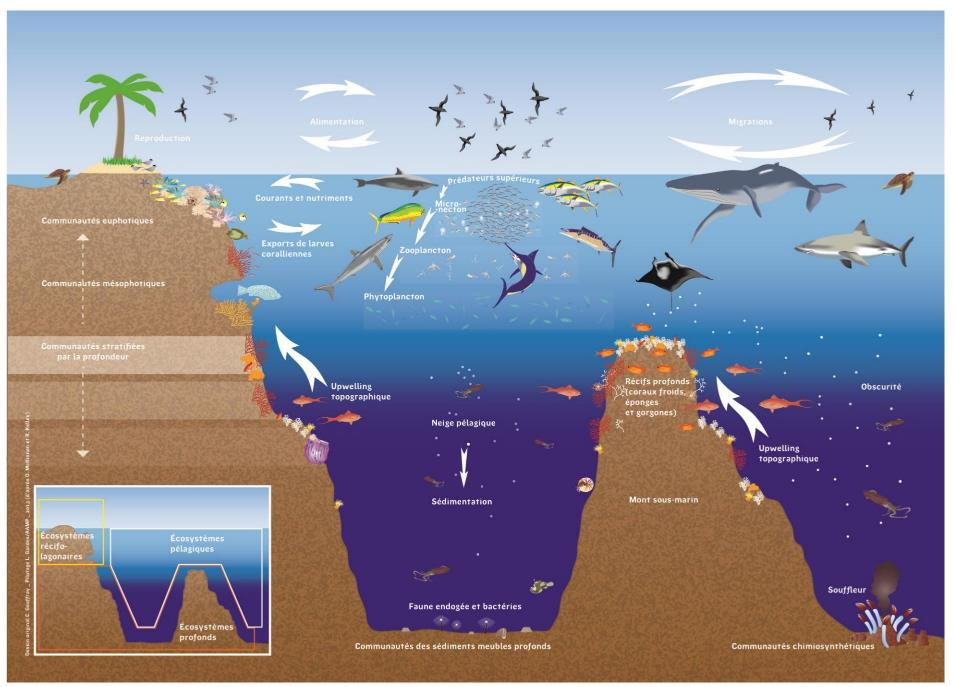 Reproduction
Alimentation
Migrations
Prédateurs supérieurs
Courants et nutriments
Micro-
necton
Communautés euphotiques
Exports de larves
coralliennes
Zooplancton
Communautés mésophotiques
Phytoplancton
Communautés stratifiées
par la profondeur
Upwelling
topographique
Récifs profonds
(coraux froids,
éponges
et gorgones)
Obscurité
Neige pélagique
Upwelling
topographique
Sédimentation
Mont sous-marin
Écosystèmes
récifo-
lagonaires
Écosystèmes
pélagiques
Écosystèmes
profonds
Souffleur
Faune endogée et bactéries
Communautés des sédiments meubles profonds
Communautés chimiosynthétiques